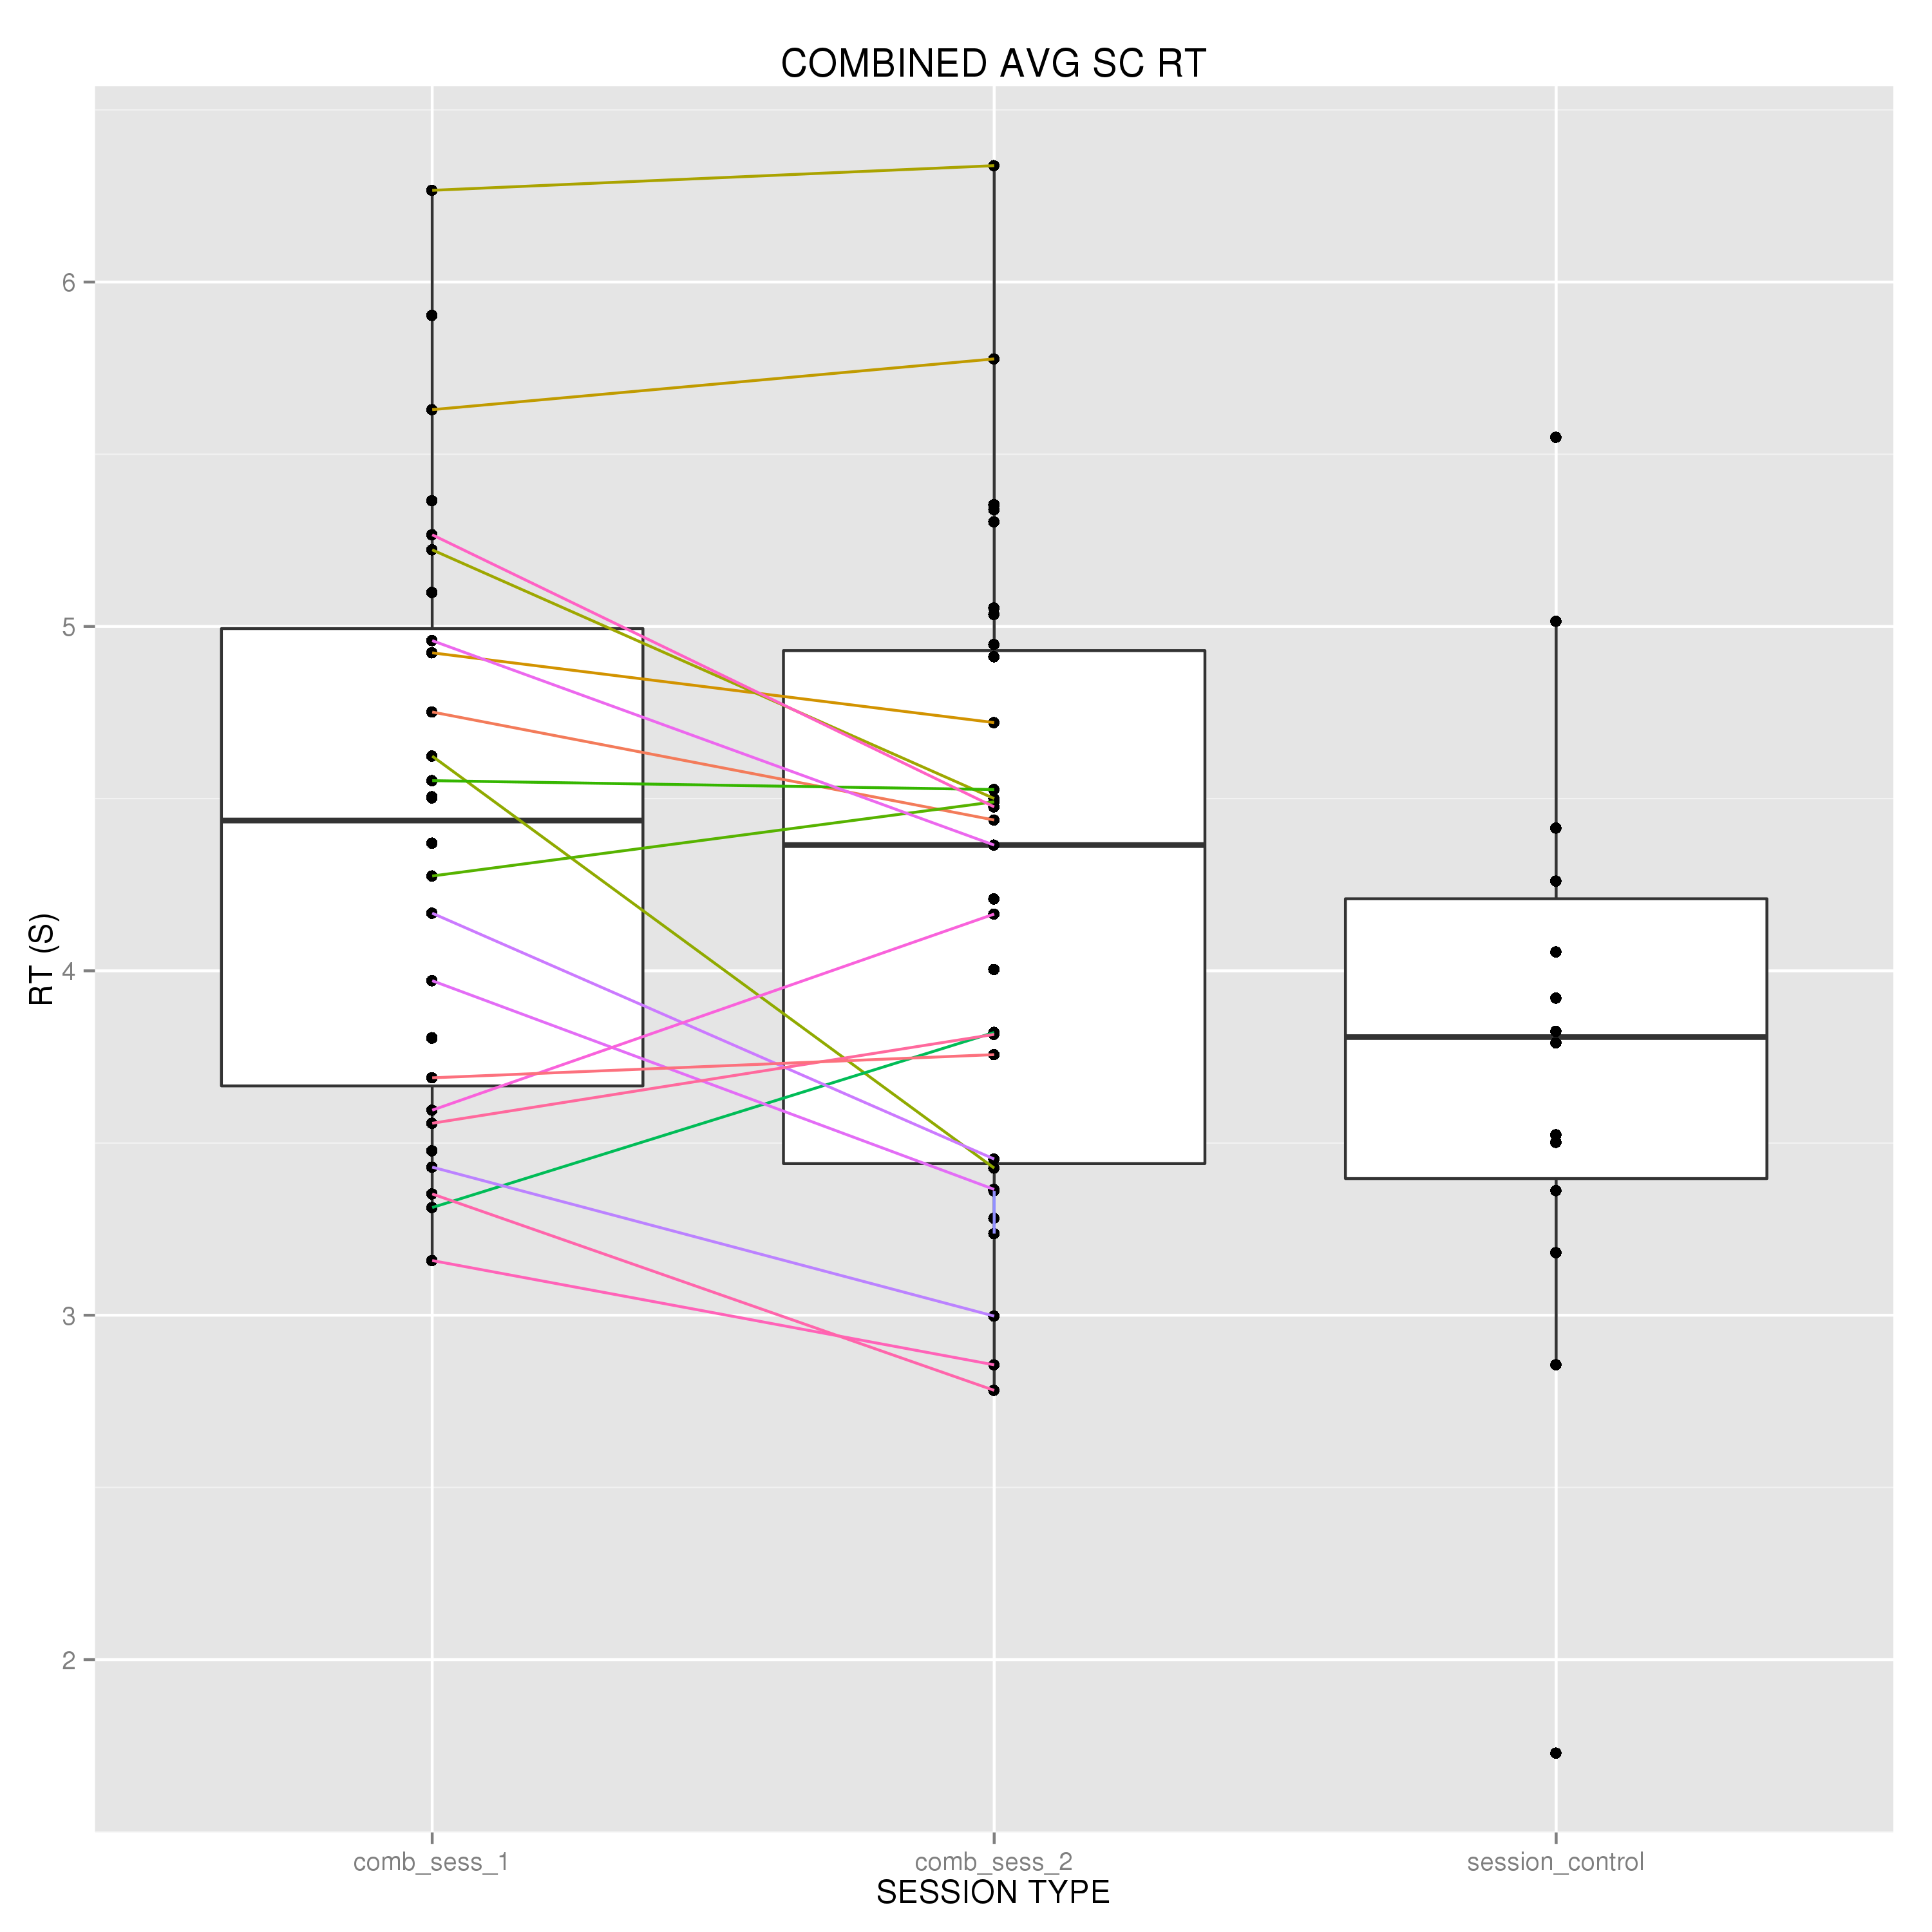 COMBINED AVG SC RT
RT (S)
6
5
4
3
2
comb_sess_1
comb_sess_2
session_control
SESSION TYPE